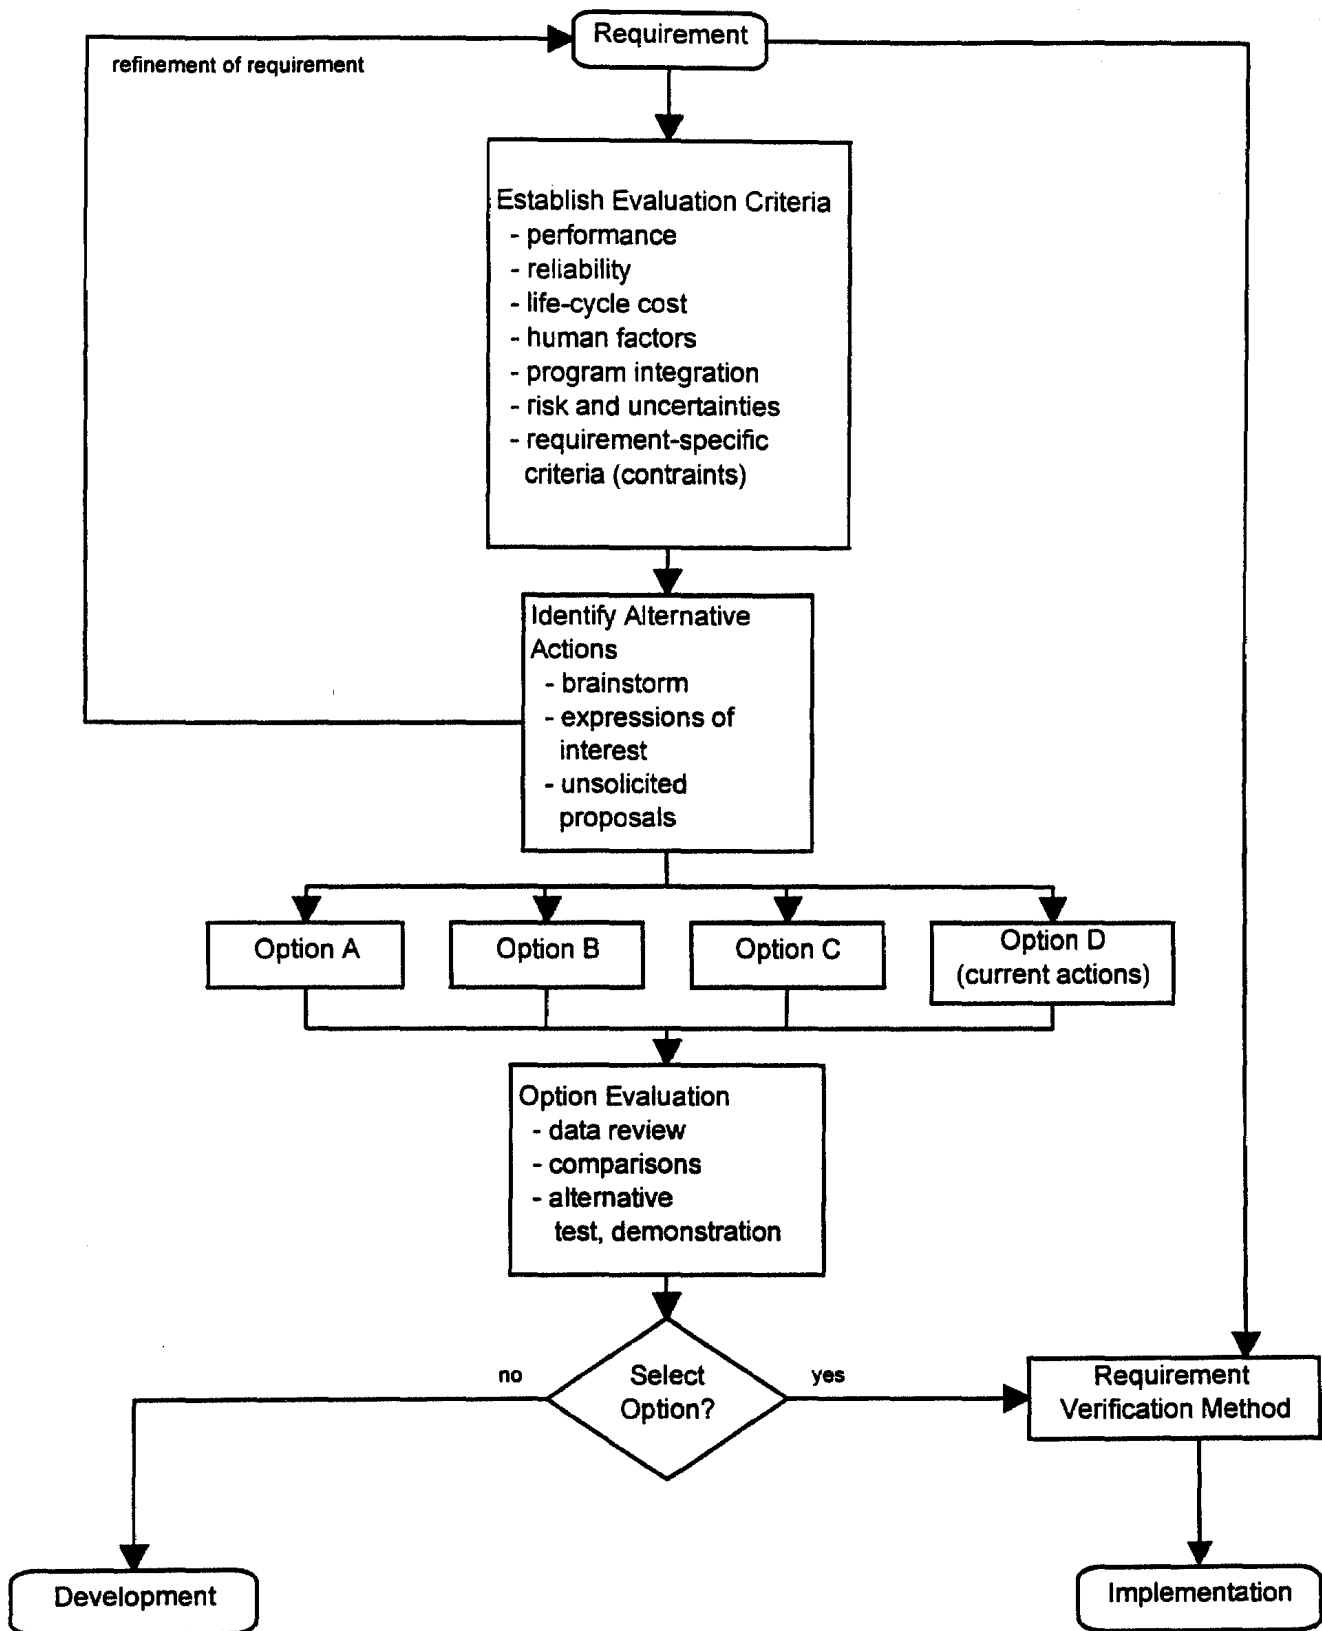 Requirement
refinement of requirement
Establish Evaluation Criteria
- performance
- reliability
- life-cycle cost
- human factors
- program integration
- risk and uncertainties
- requirement-specific
criteria (contraints)
Identify Alternative
Actions
- brainstorm
- expressions of
interest
- unsolicited
proposals
Option A
Option B
Option C
Option D
(current actions)
Option Evaluation
- data review
- comparisons
- alternative
test, demonstration
no
Select
Option?
yes
Requirement
Verification Method
Development
Implementation